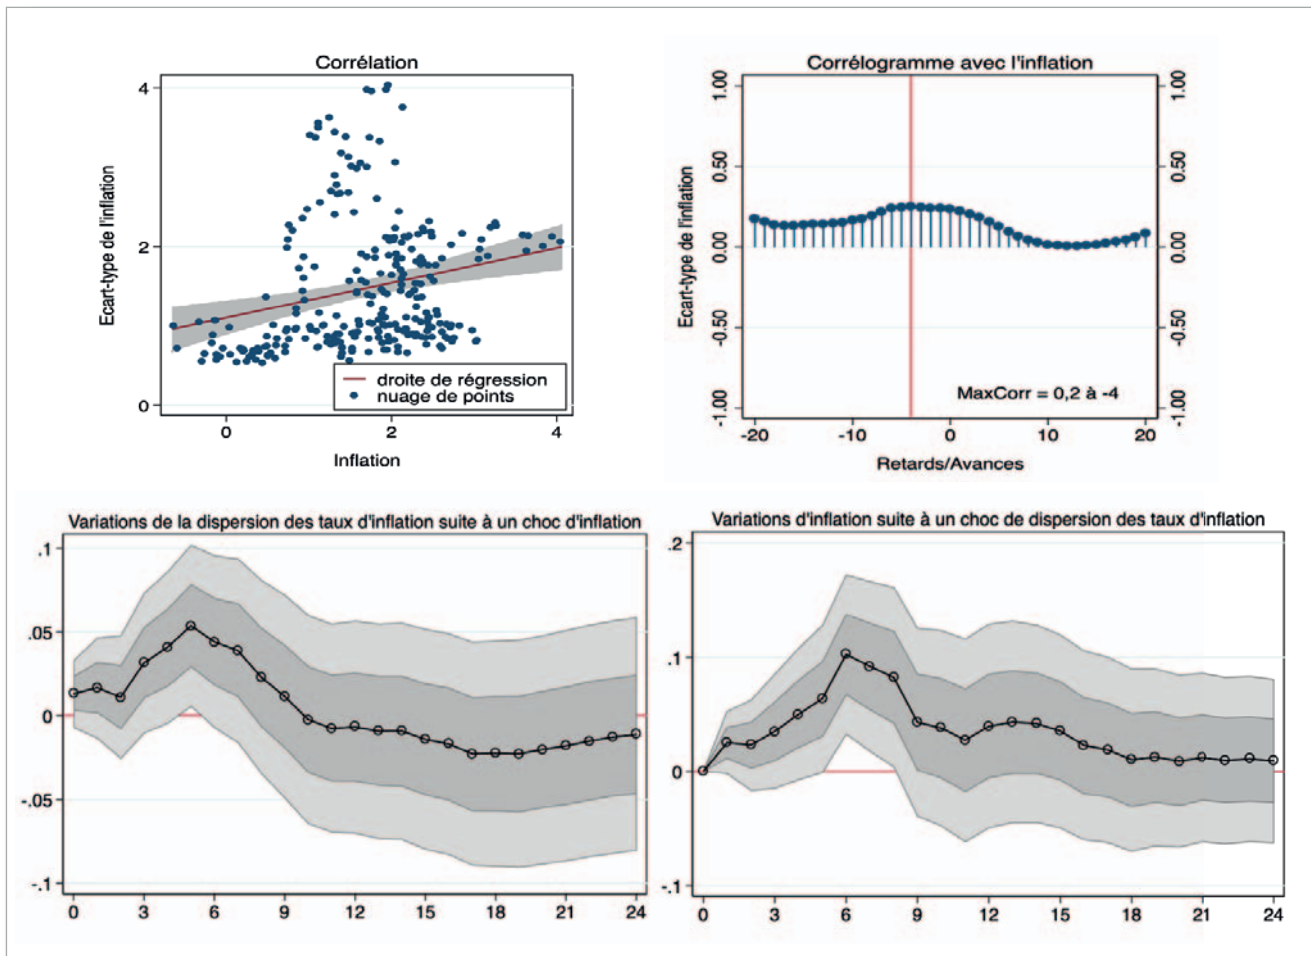 Corrélation
4
2
0
Ecart-type de l'inflation
droite de régression
nuage de points
0 2 4
Inflation
Corrélogramme avec l'inflation
1.00
0.50
0.00
-0.50
-1.00
Ecart-type de l'inflation
1.00
0.50
0.00
-0.50
-1.00
MaxCorr = 0,2 à -4
-20 -10 0 10 20
Retards/Avances
Variations de la dispersion des taux d'inflation suite à un choc d'inflation
.1
.05
0
-.05
-.1
0 3 6 9 12 15 18 21 24
Variations d'inflation suite à un choc de dispersion des taux d'inflation
.2
.1
0
-.1
0 3 6 9 12 15 18 21 24